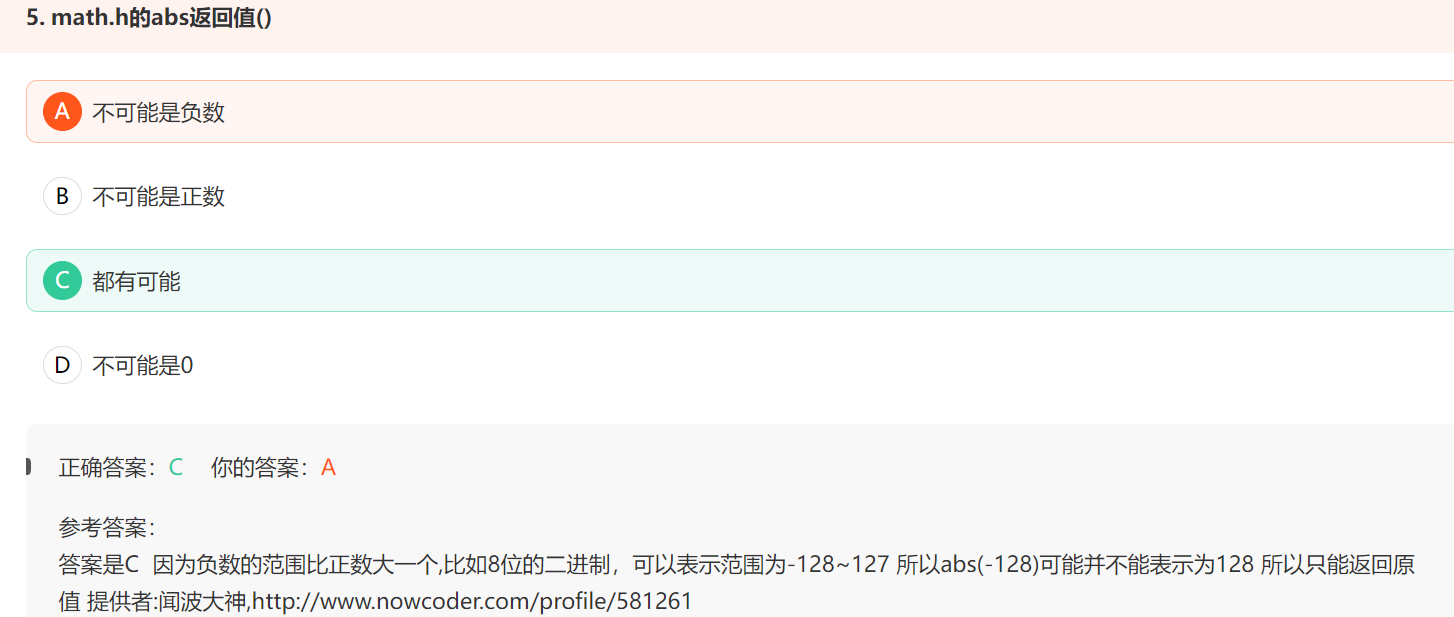 5. math.h的abs返回值()
A 不可能是负数
B 不可能是正数
C 都有可能
D 不可能是0
正确答案：C 你的答案：A
参考答案：
答案是C 因为负数的范围比正数大一个,比如8位的二进制，可以表示范围为-128~127 所以abs(-128)可能并不能表示为128 所以只能返回原
值 提供者:闻波大神,http://www.nowcoder.com/profile/581261